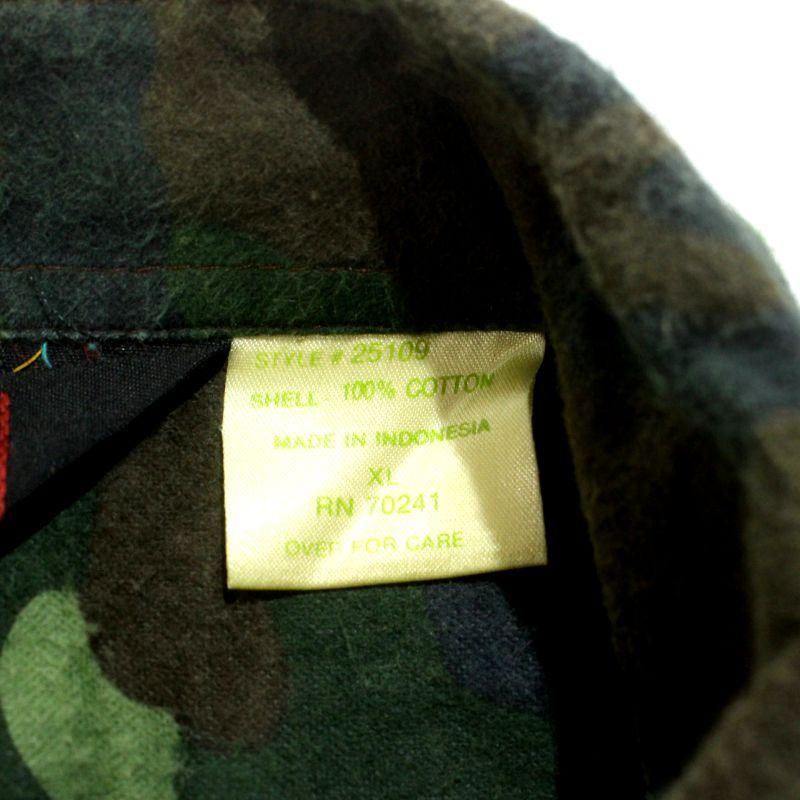 STYLE # 25109
SHELL - 100% COTTON
MADE IN INDONESIA
XL
RN 70241
OVER FOR CARE